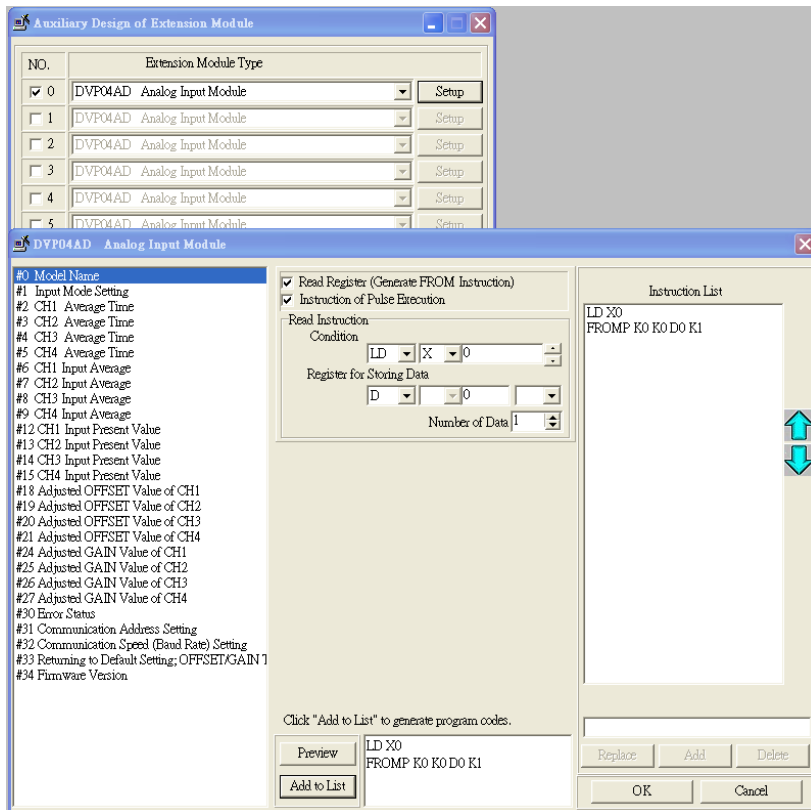 Auxiliary Design of Extension Module
NO. Extension Module Type
0 DVP04AD Analog Input Module Setup
1 DVP04AD Analog Input Module Setup
2 DVP04AD Analog Input Module Setup
3 DVP04AD Analog Input Module Setup
4 DVP04AD Analog Input Module Setup
5 DVP04AD Analog Input Module Setup
DVP04AD Analog Input Module
#0 Model Name
#1 Input Mode Setting
#2 CH1 Average Time
#3 CH2 Average Time
#4 CH3 Average Time
#5 CH4 Average Time
#6 CH1 Input Average
#7 CH2 Input Average
#8 CH3 Input Average
#9 CH4 Input Average
#12 CH1 Input Present Value
#13 CH2 Input Present Value
#14 CH3 Input Present Value
#15 CH4 Input Present Value
#18 Adjusted OFFSET Value of CH1
#19 Adjusted OFFSET Value of CH2
#20 Adjusted OFFSET Value of CH3
#21 Adjusted OFFSET Value of CH4
#24 Adjusted GAIN Value of CH1
#25 Adjusted GAIN Value of CH2
#26 Adjusted GAIN Value of CH3
#27 Adjusted GAIN Value of CH4
#30 Error Status
#31 Communication Address Setting
#32 Communication Speed (Baud Rate) Setting
#33 Returning to Default Setting; OFFSET/GAIN T
#34 Firmware Version
Read Register (Generate FROM Instruction)
Instruction of Pulse Execution
Read Instruction
Condition
LD X 0
Register for Storing Data
D 0
Number of Data 1
Click "Add to List" to generate program codes.
Preview
Add to List
LD X0
FROMP K0 K0 D0 K1
Instruction List
LD X0
FROMP K0 K0 D0 K1
Replace Add Delete
OK Cancel